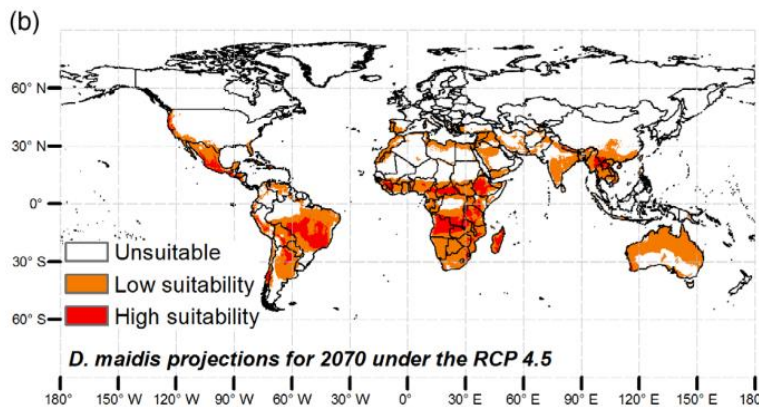 (b)
60° N
30° N
0°
30° S
60° S
Unsuitable
Low suitability
High suitability
D. maidis projections for 2070 under the RCP 4.5
180° 150° W 120° W 90° W 60° W 30° W 0° 30° E 60° E 90° E 120° E 150° E 180°